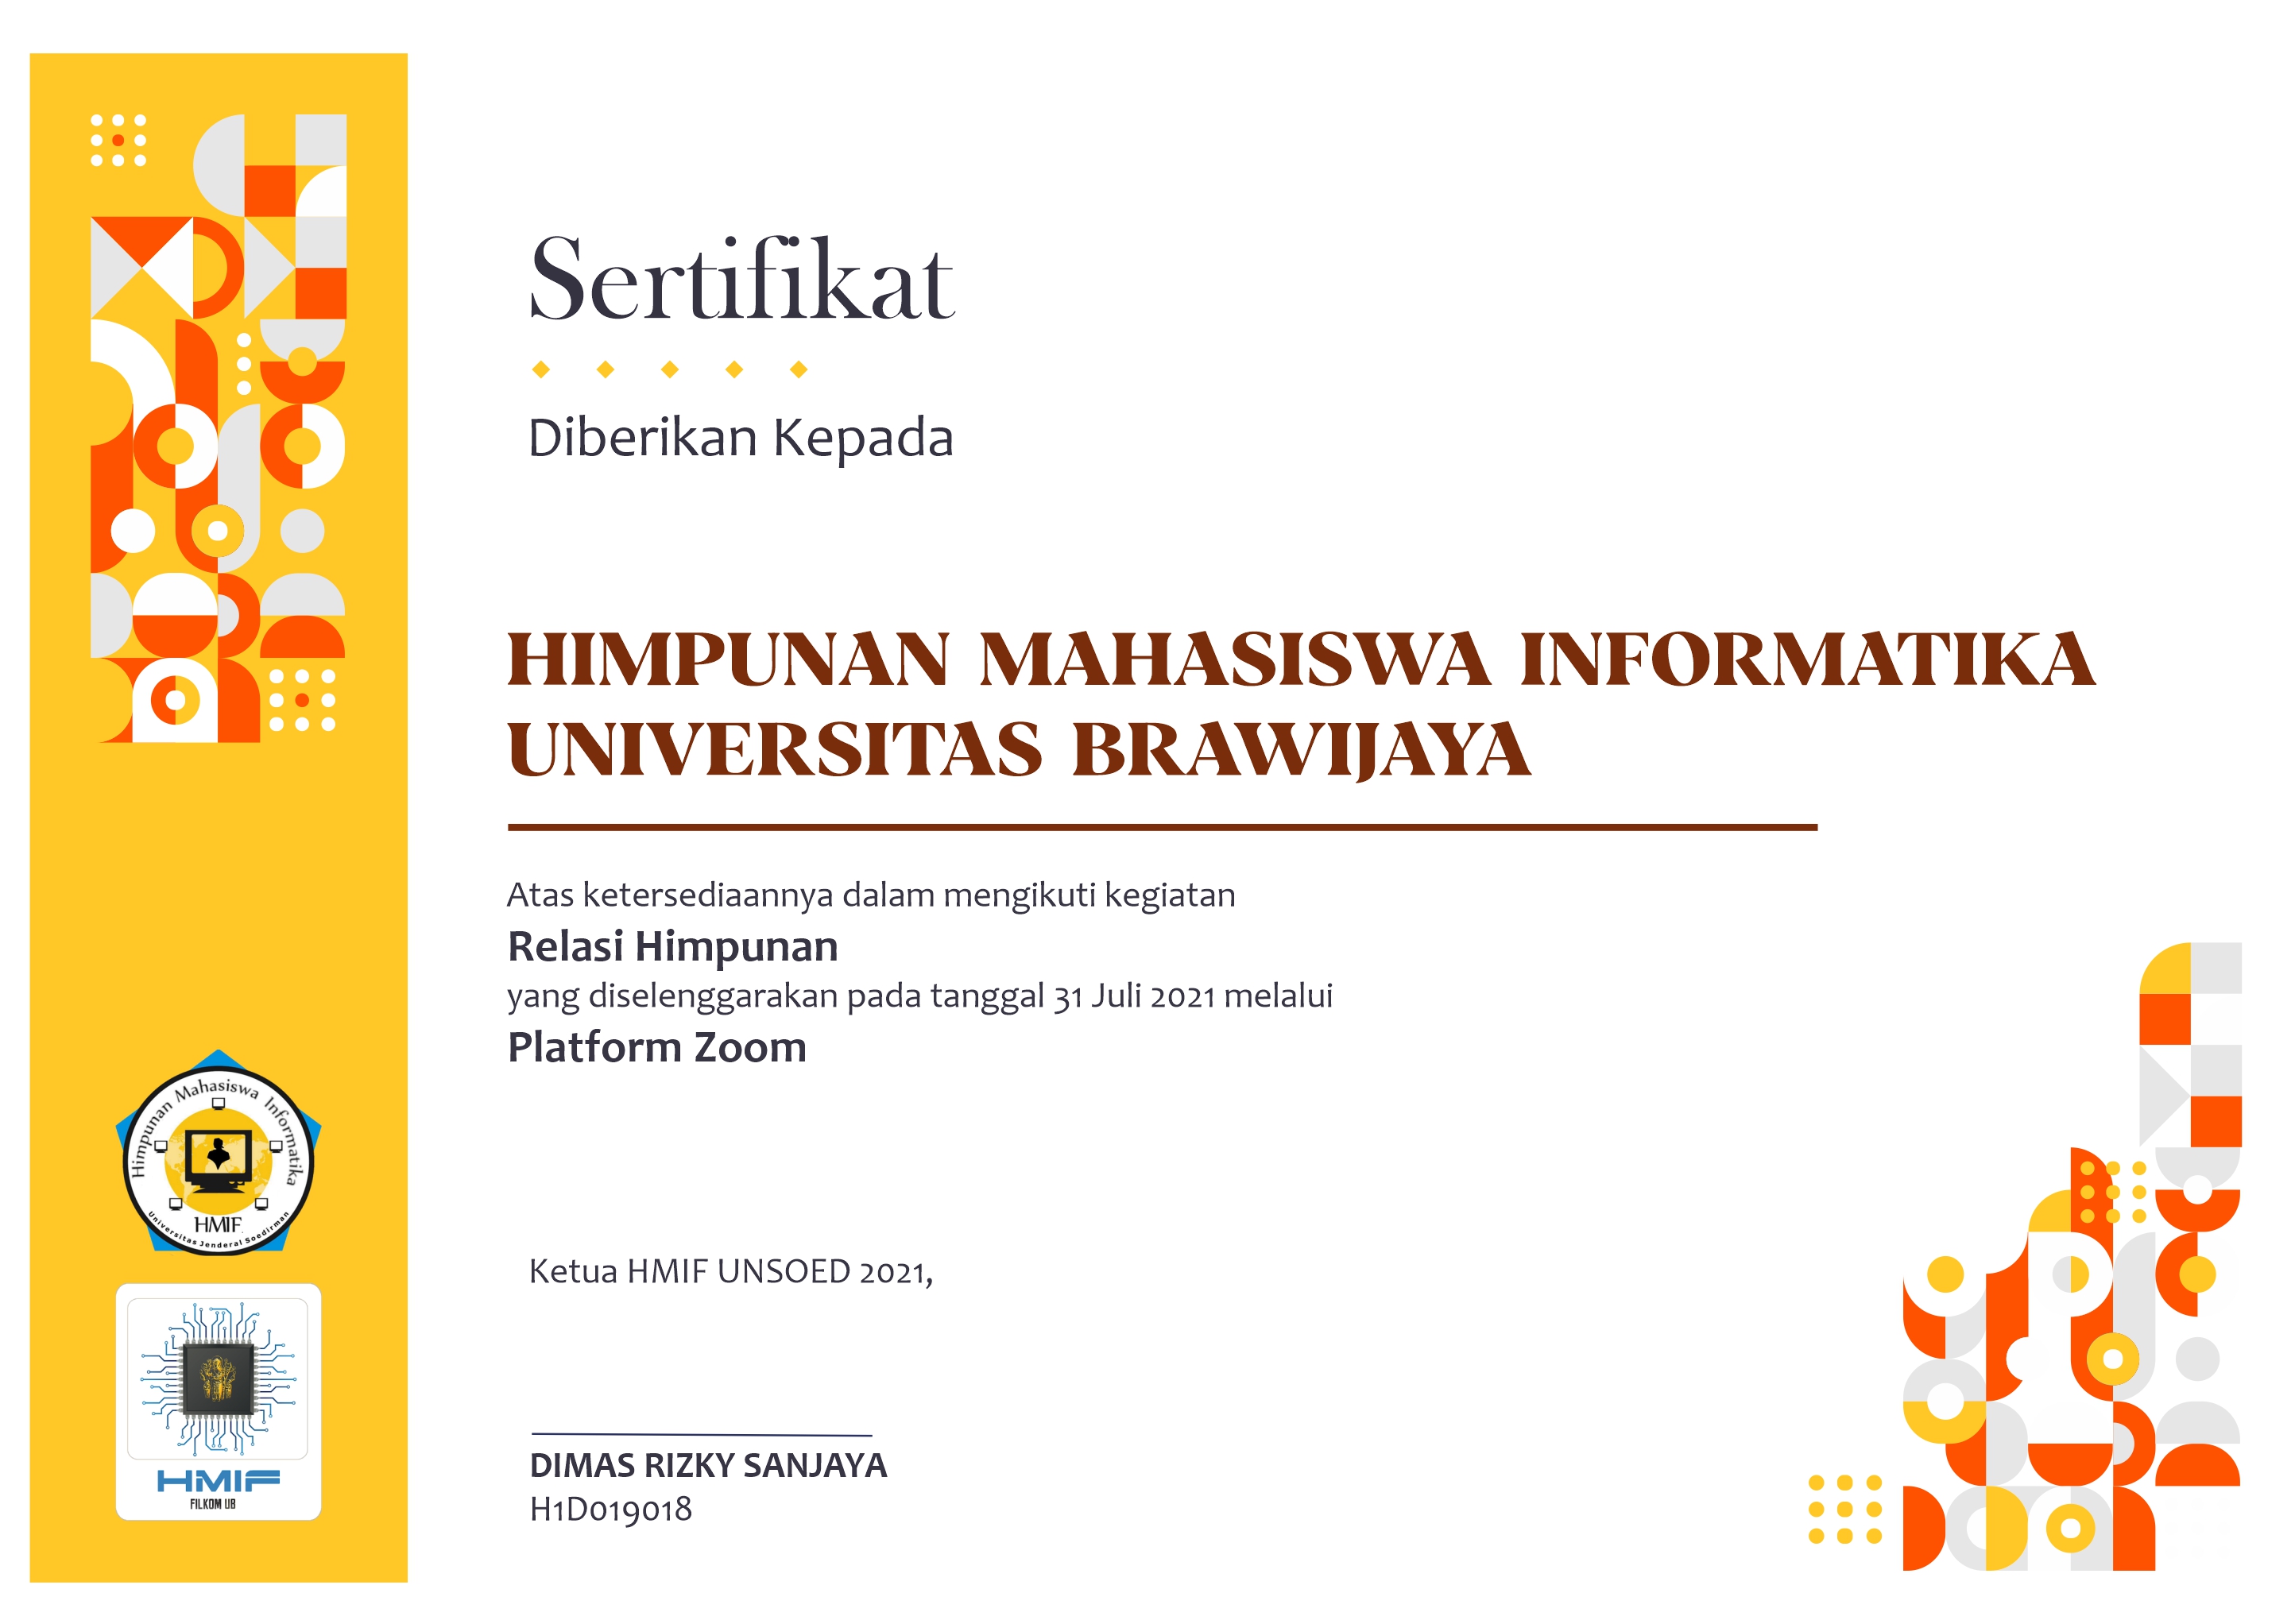 Sertifikat
Diberikan Kepada
HIMPUNAN MAHASISWA INFORMATIKA
UNIVERSITAS BRAWIJAYA
Atas ketersediaannya dalam mengikuti kegiatan
Relasi Himpunan
yang diselenggarakan pada tanggal 31 Juli 2021 melalui
Platform Zoom
Himpunan Mahasiswa Informatika
HMIF
Universitas Jenderal Soedirman
HMIF
FILKOM UB
Ketua HMIF UNSOED 2021,
DIMAS RIZKY SANJAYA
H1D019018